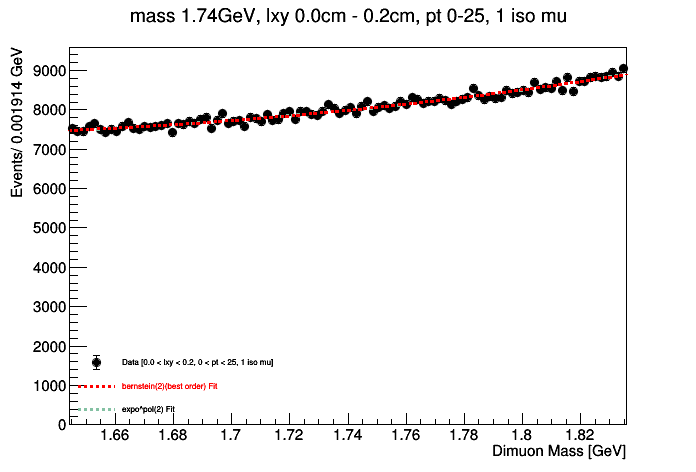 mass 1.74GeV, lxy 0.0cm - 0.2cm, pt 0-25, 1 iso mu
Events/ 0.001914 GeV
9000
8000
7000
6000
5000
4000
3000
2000
1000
0
Data [0.0 < lxy < 0.2, 0 < pt < 25, 1 iso mu]
bernstein(2)(best order) Fit
expo^pol(2) Fit
1.66 1.68 1.7 1.72 1.74 1.76 1.78 1.8 1.82
Dimuon Mass [GeV]